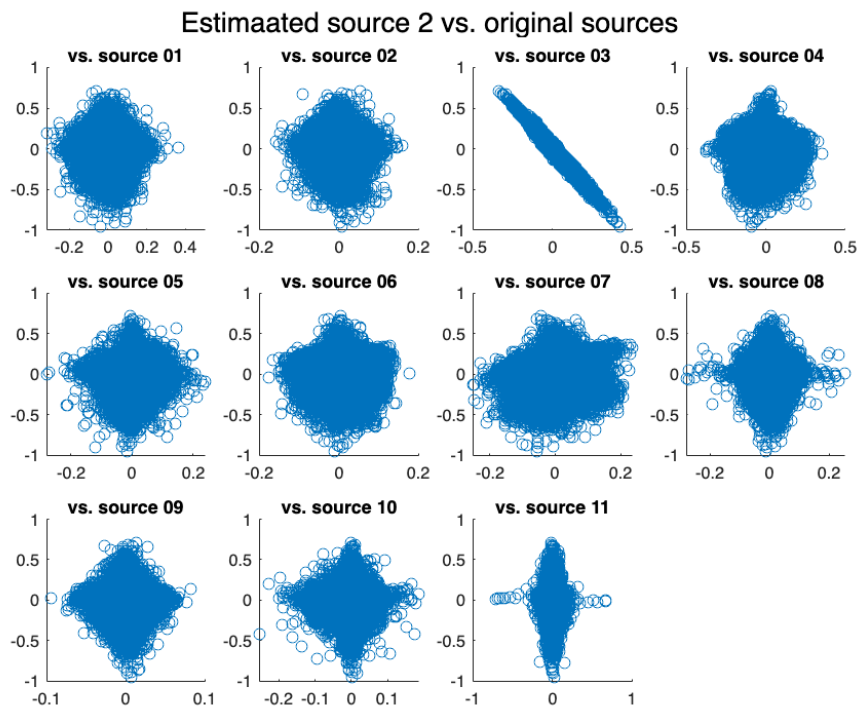 Estimaated source 2 vs. original sources
vs. source 01 vs. source 02 vs. source 03 vs. source 04
1 1 1 1
0.5 0.5 0.5 0.5
0 0 0 0
-0.5 -0.5 -0.5 -0.5
-1 -1 -1 -1
-0.2 0 0.2 0.4 -0.2 0 0.2 -0.5 0 0.5 -0.5 0 0.5
vs. source 05 vs. source 06 vs. source 07 vs. source 08
1 1 1 1
0.5 0.5 0.5 0.5
0 0 0 0
-0.5 -0.5 -0.5 -0.5
-1 -1 -1 -1
-0.2 0 0.2 -0.2 0 0.2 -0.2 0 0.2 -0.2 0 0.2
vs. source 09 vs. source 10 vs. source 11
1 1 1
0.5 0.5 0.5
0 0 0
-0.5 -0.5 -0.5
-1 -1 -1
-0.1 0 0.1 -0.2 -0.1 0 0.1 -1 0 1